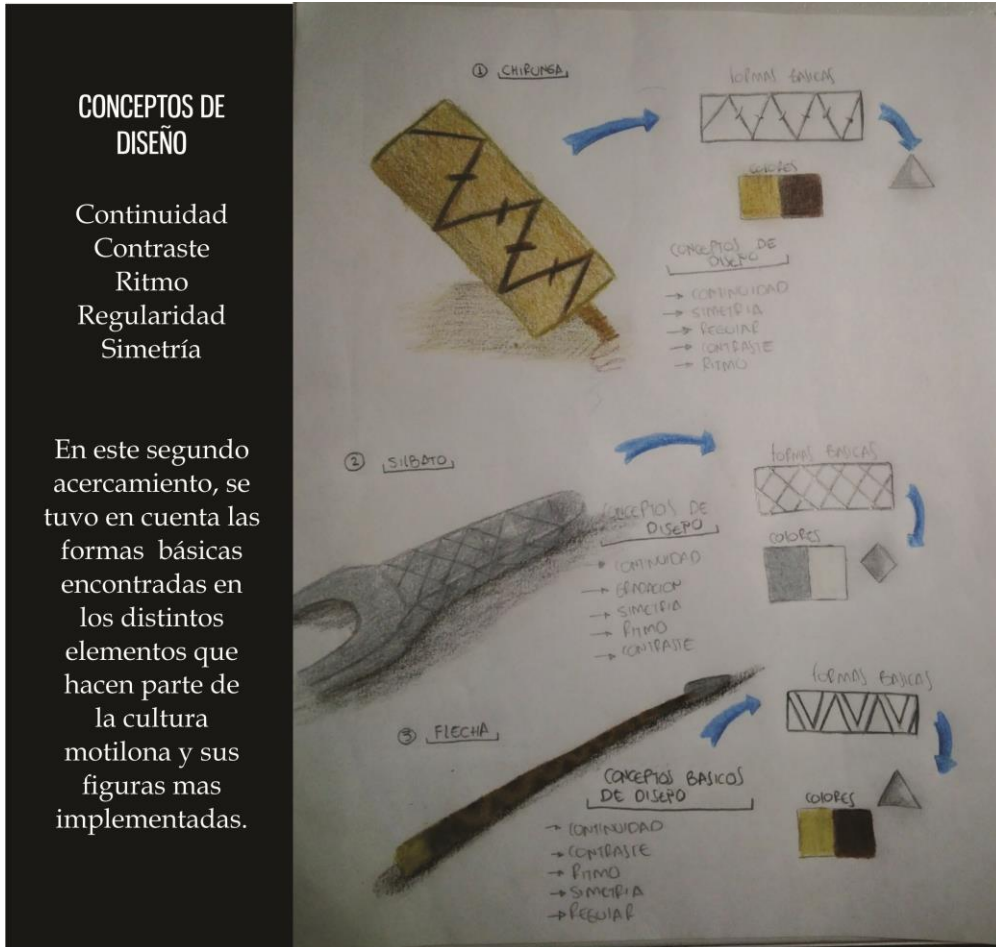 CONCEPTOS DE
DISEÑO
Continuidad
Contraste
Ritmo
Regularidad
Simetría
En este segundo
acercamiento, se
tuvo en cuenta las
formas básicas
encontradas en
los distintos
elementos que
hacen parte de
la cultura
motilona y sus
figuras mas
implementadas.
① CHIRUNGA
FORMAS BASICAS
COLORES
CONCEPTOS DE
DISEÑO
→ CONTINUIDAD
→ SIMETRIA
→ REGULAR
→ CONTRASTE
→ RITMO
② SILBATO
FORMAS BASICAS
COLORES
CONCEPTOS DE
DISEÑO
→ CONTINUIDAD
→ GRADACION
→ SIMETRIA
→ RITMO
→ CONTRASTE
③ FLECHA
FORMAS BASICAS
COLORES
CONCEPTOS BASICOS
DE DISEÑO
→ CONTINUIDAD
→ CONTRASTE
→ RITMO
→ SIMETRIA
→ REGULAR